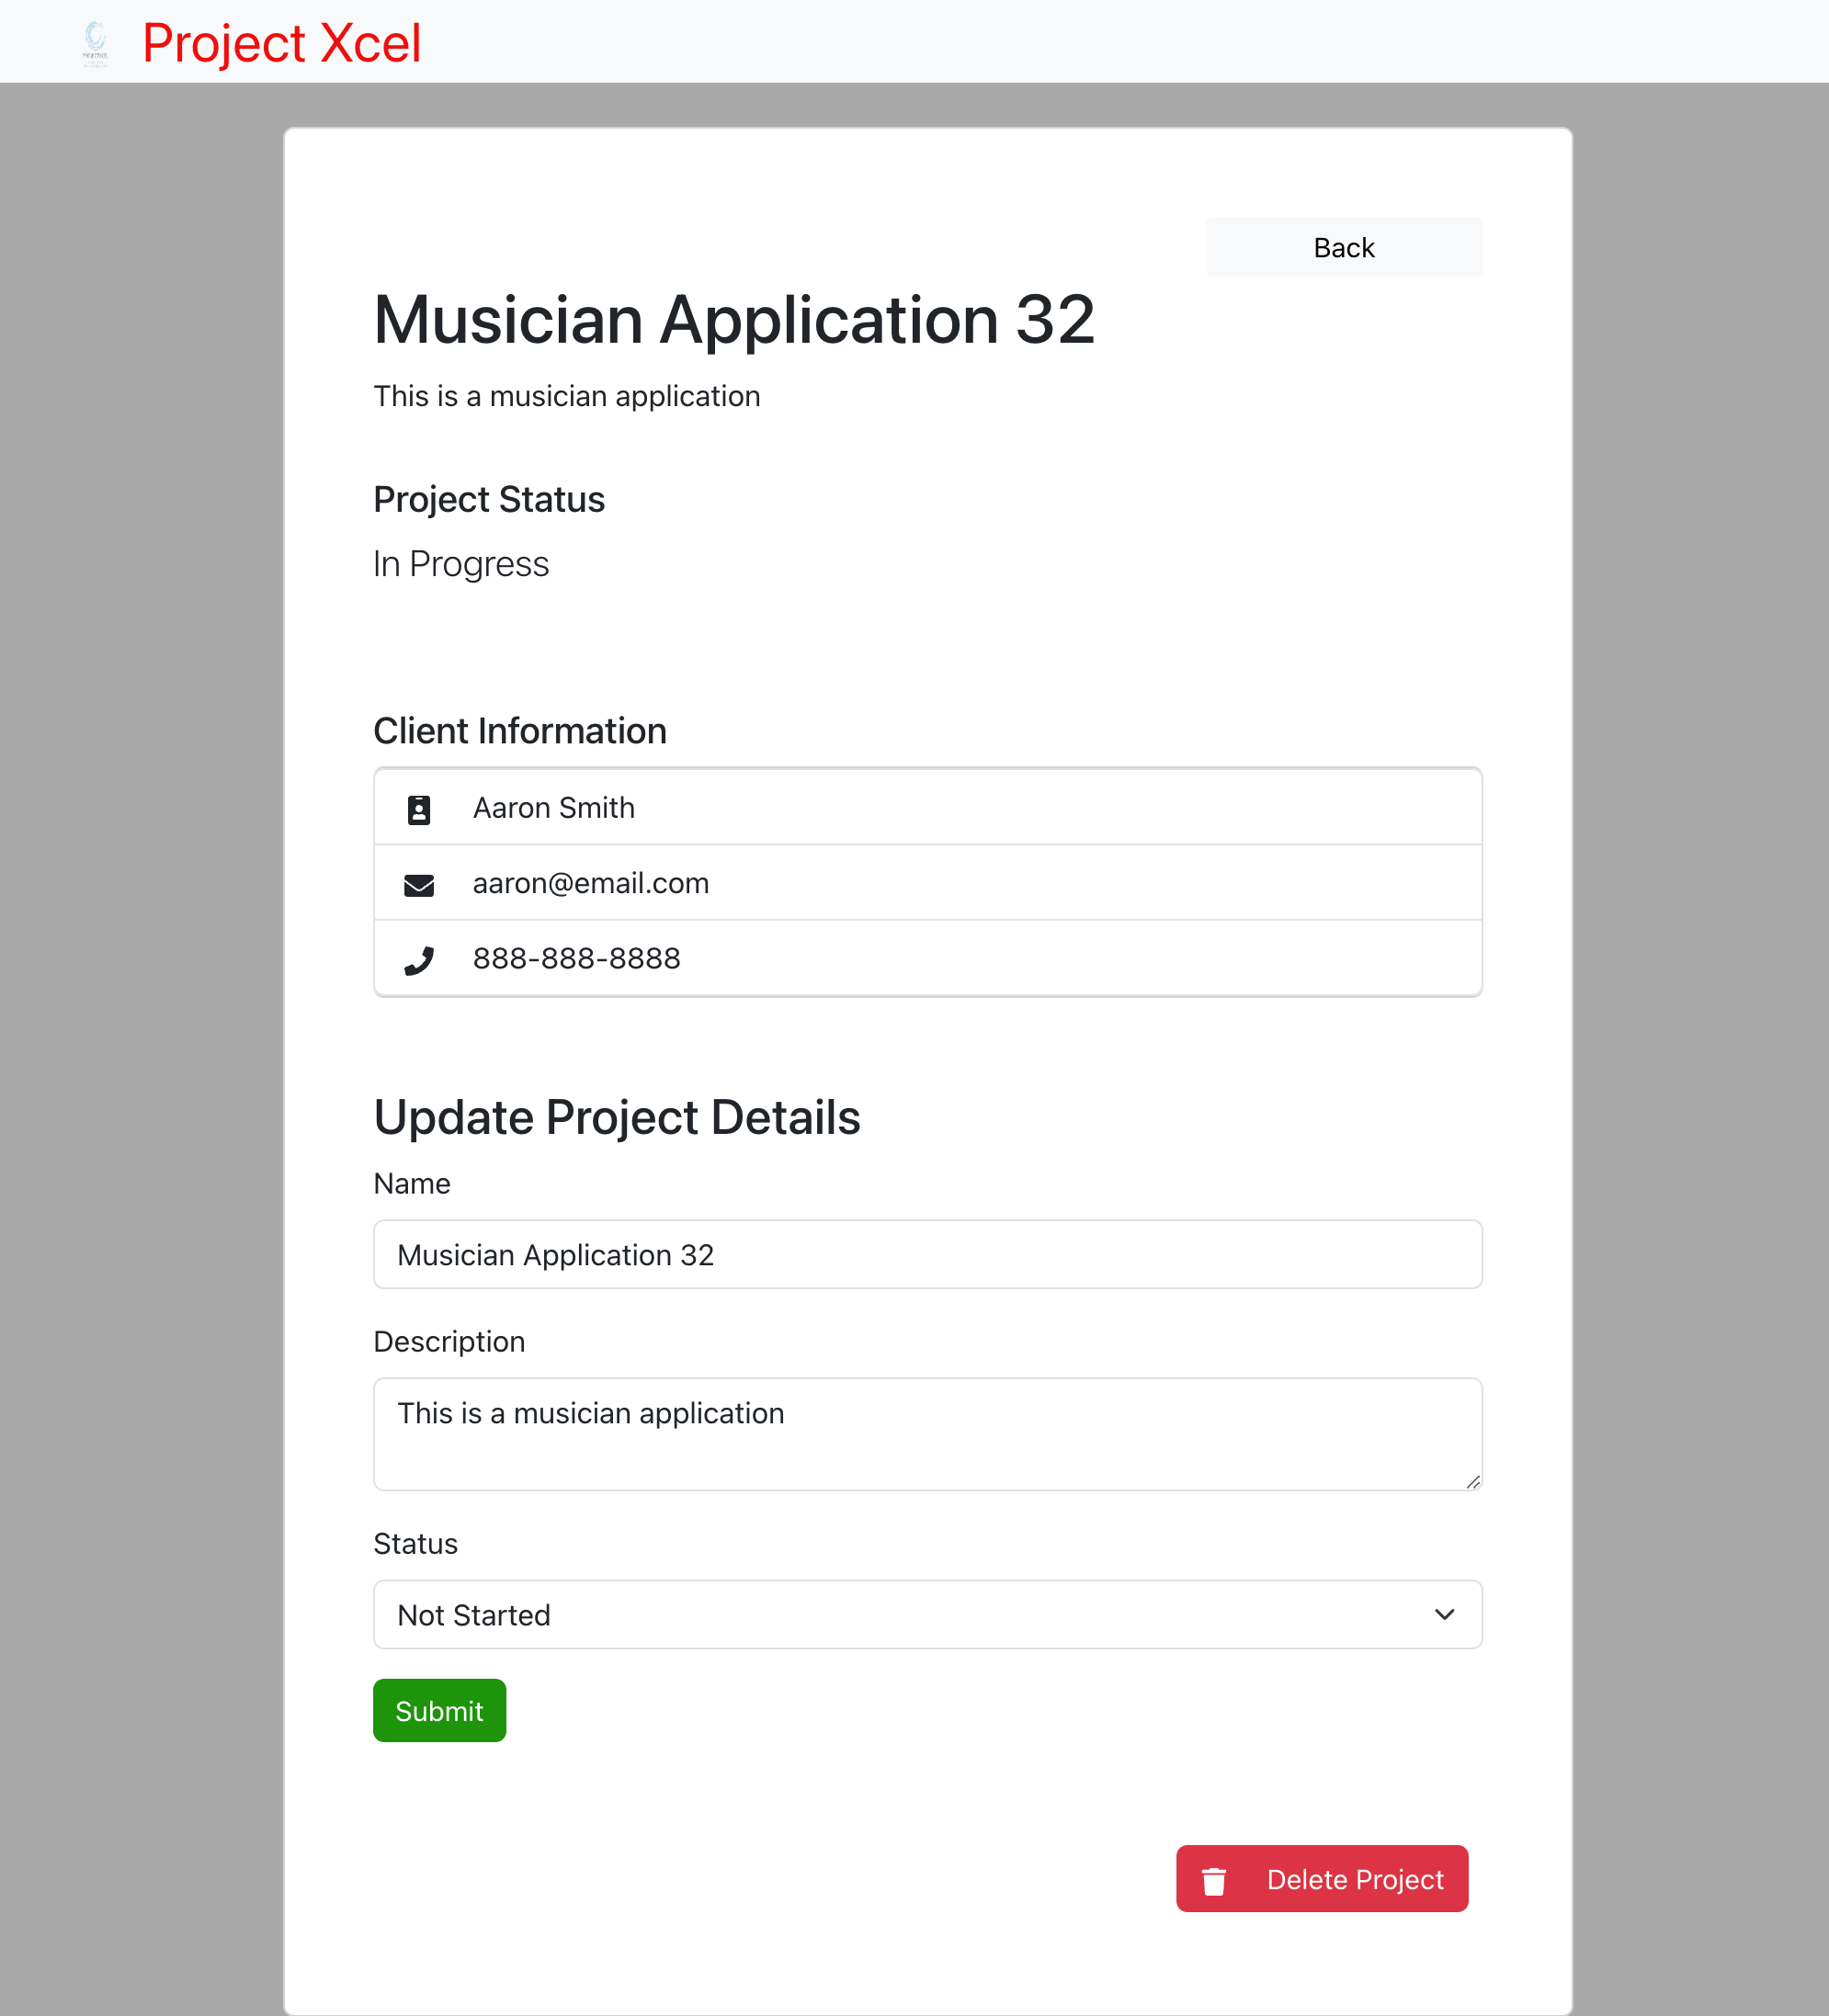 Project Xcel
Back
Musician Application 32
This is a musician application
Project Status
In Progress
Client Information
Aaron Smith
aaron@email.com
888-888-8888
Update Project Details
Name
Musician Application 32
Description
This is a musician application
Status
Not Started
Submit
Delete Project